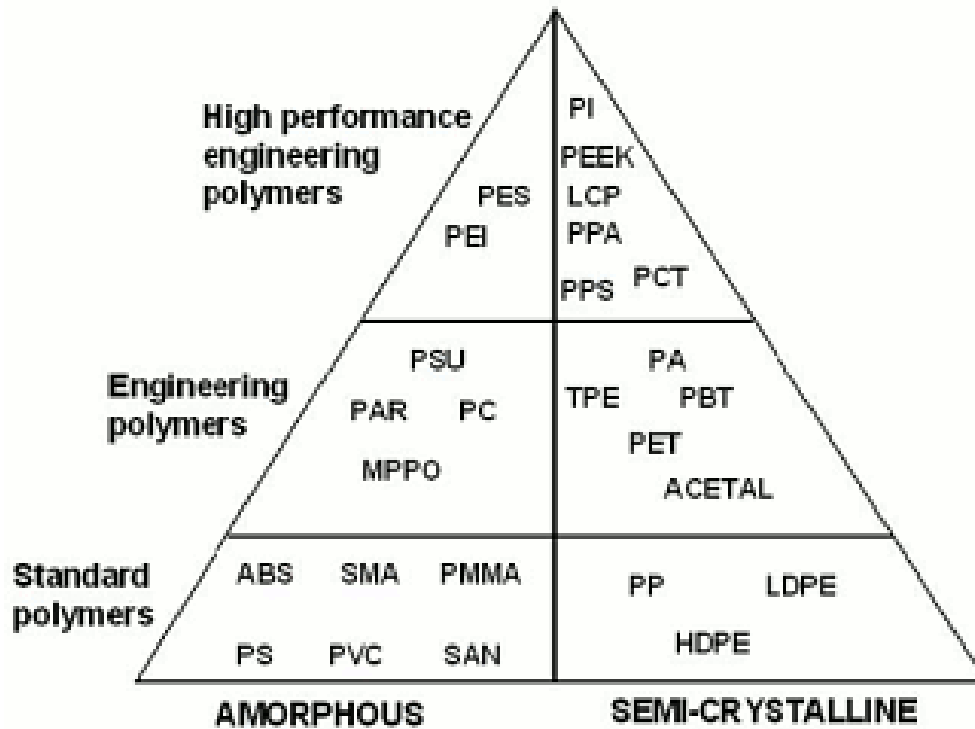 High performance
engineering
polymers
PES
PEI
PI
PEEK
LCP
PPA
PPS PCT
Engineering
polymers
PSU
PAR PC
MPPO
PA
TPE PBT
PET
ACETAL
Standard
polymers
ABS SMA PMMA
PS PVC SAN
PP LDPE
HDPE
AMORPHOUS
SEMI-CRYSTALLINE